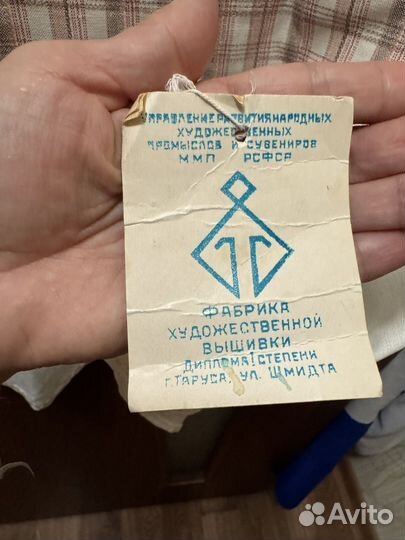 УПРАВЛЕНИЕ РАЗВИТИЯ НАРОДНЫХ
ХУДОЖЕСТВЕННЫХ
ПРОМЫСЛОВ И СУВЕНИРОВ
ММП РСФСР
ФАБРИКА
ХУДОЖЕСТВЕННОЙ
ВЫШИВКИ
ДИПЛОМА I СТЕПЕНИ
Г. ТАРУСА, УЛ. ШМИДТА
Avito